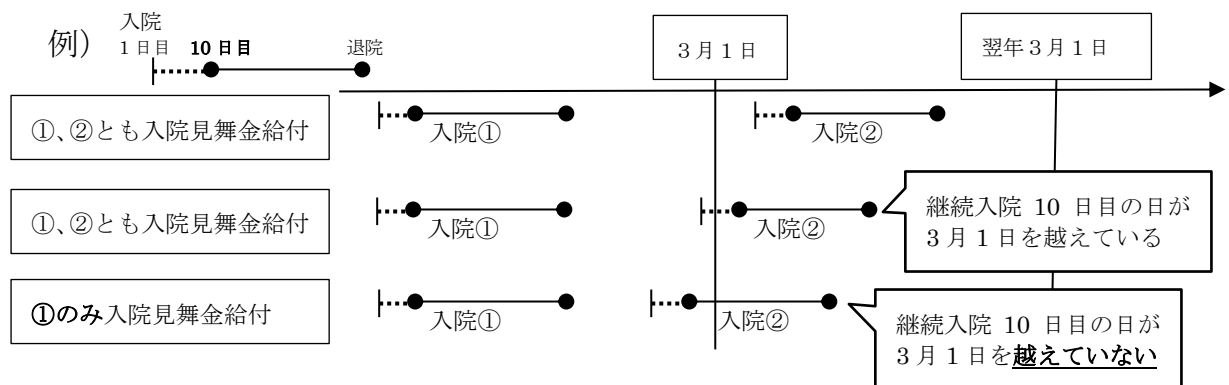 例）
入院
1日目 10日目 退院
3月1日
翌年3月1日
①、②とも入院見舞金給付
入院①
入院②
①、②とも入院見舞金給付
入院①
入院②
継続入院 10 日目の日が
3月1日を越えている
①のみ入院見舞金給付
入院①
入院②
継続入院 10 日目の日が
3月1日を越えていない